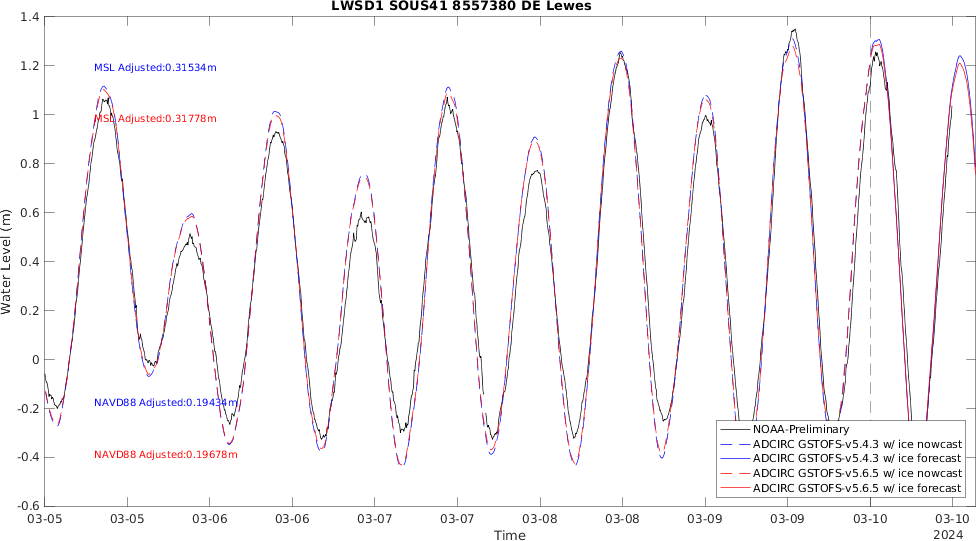 LWSD1 SOUS41 8557380 DE Lewes
1.4
1.2
1
0.8
0.6
0.4
0.2
0
-0.2
-0.4
-0.6
Water Level (m)
MSL Adjusted:0.31534m
MSL Adjusted:0.31778m
NAVD88 Adjusted:0.19434m
NAVD88 Adjusted:0.19678m
NOAA-Preliminary
ADCIRC GSTOFS-v5.4.3 w/ ice nowcast
ADCIRC GSTOFS-v5.4.3 w/ ice forecast
ADCIRC GSTOFS-v5.6.5 w/ ice nowcast
ADCIRC GSTOFS-v5.6.5 w/ ice forecast
03-05 03-05 03-06 03-06 03-07 03-07 03-08 03-08 03-09 03-09 03-10 03-10
2024
Time